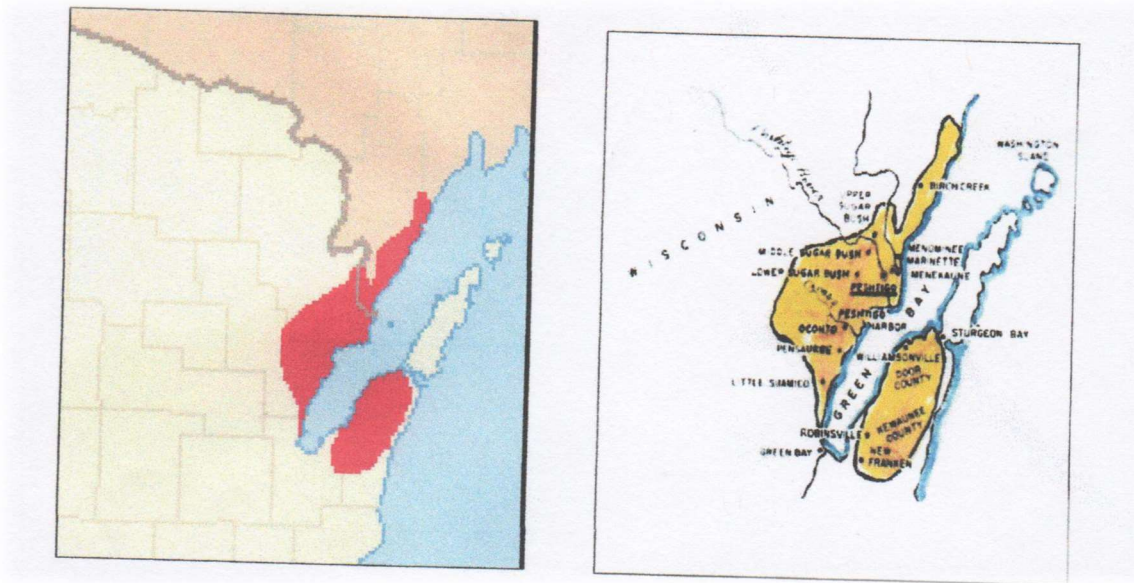 WASHINGTON
ISLAND
BIRCH CREEK
UPPER
SUGAR
BUSH
WISCONSIN
MIDDLE SUGAR BUSH
MENOMINEE
MARINETTE
MENEKAUNE
LOWER SUGAR BUSH
PESHTIGO
PESHTIGO
HARBOR
OCONTO
STURGEON BAY
PENSAUKEE
WILLIAMSONVILLE
GREEN BAY
DOOR
COUNTY
LITTLE SUAMICO
KEWAUNEE
COUNTY
ROBINSVILLE
GREEN BAY
NEW
FRANKEN